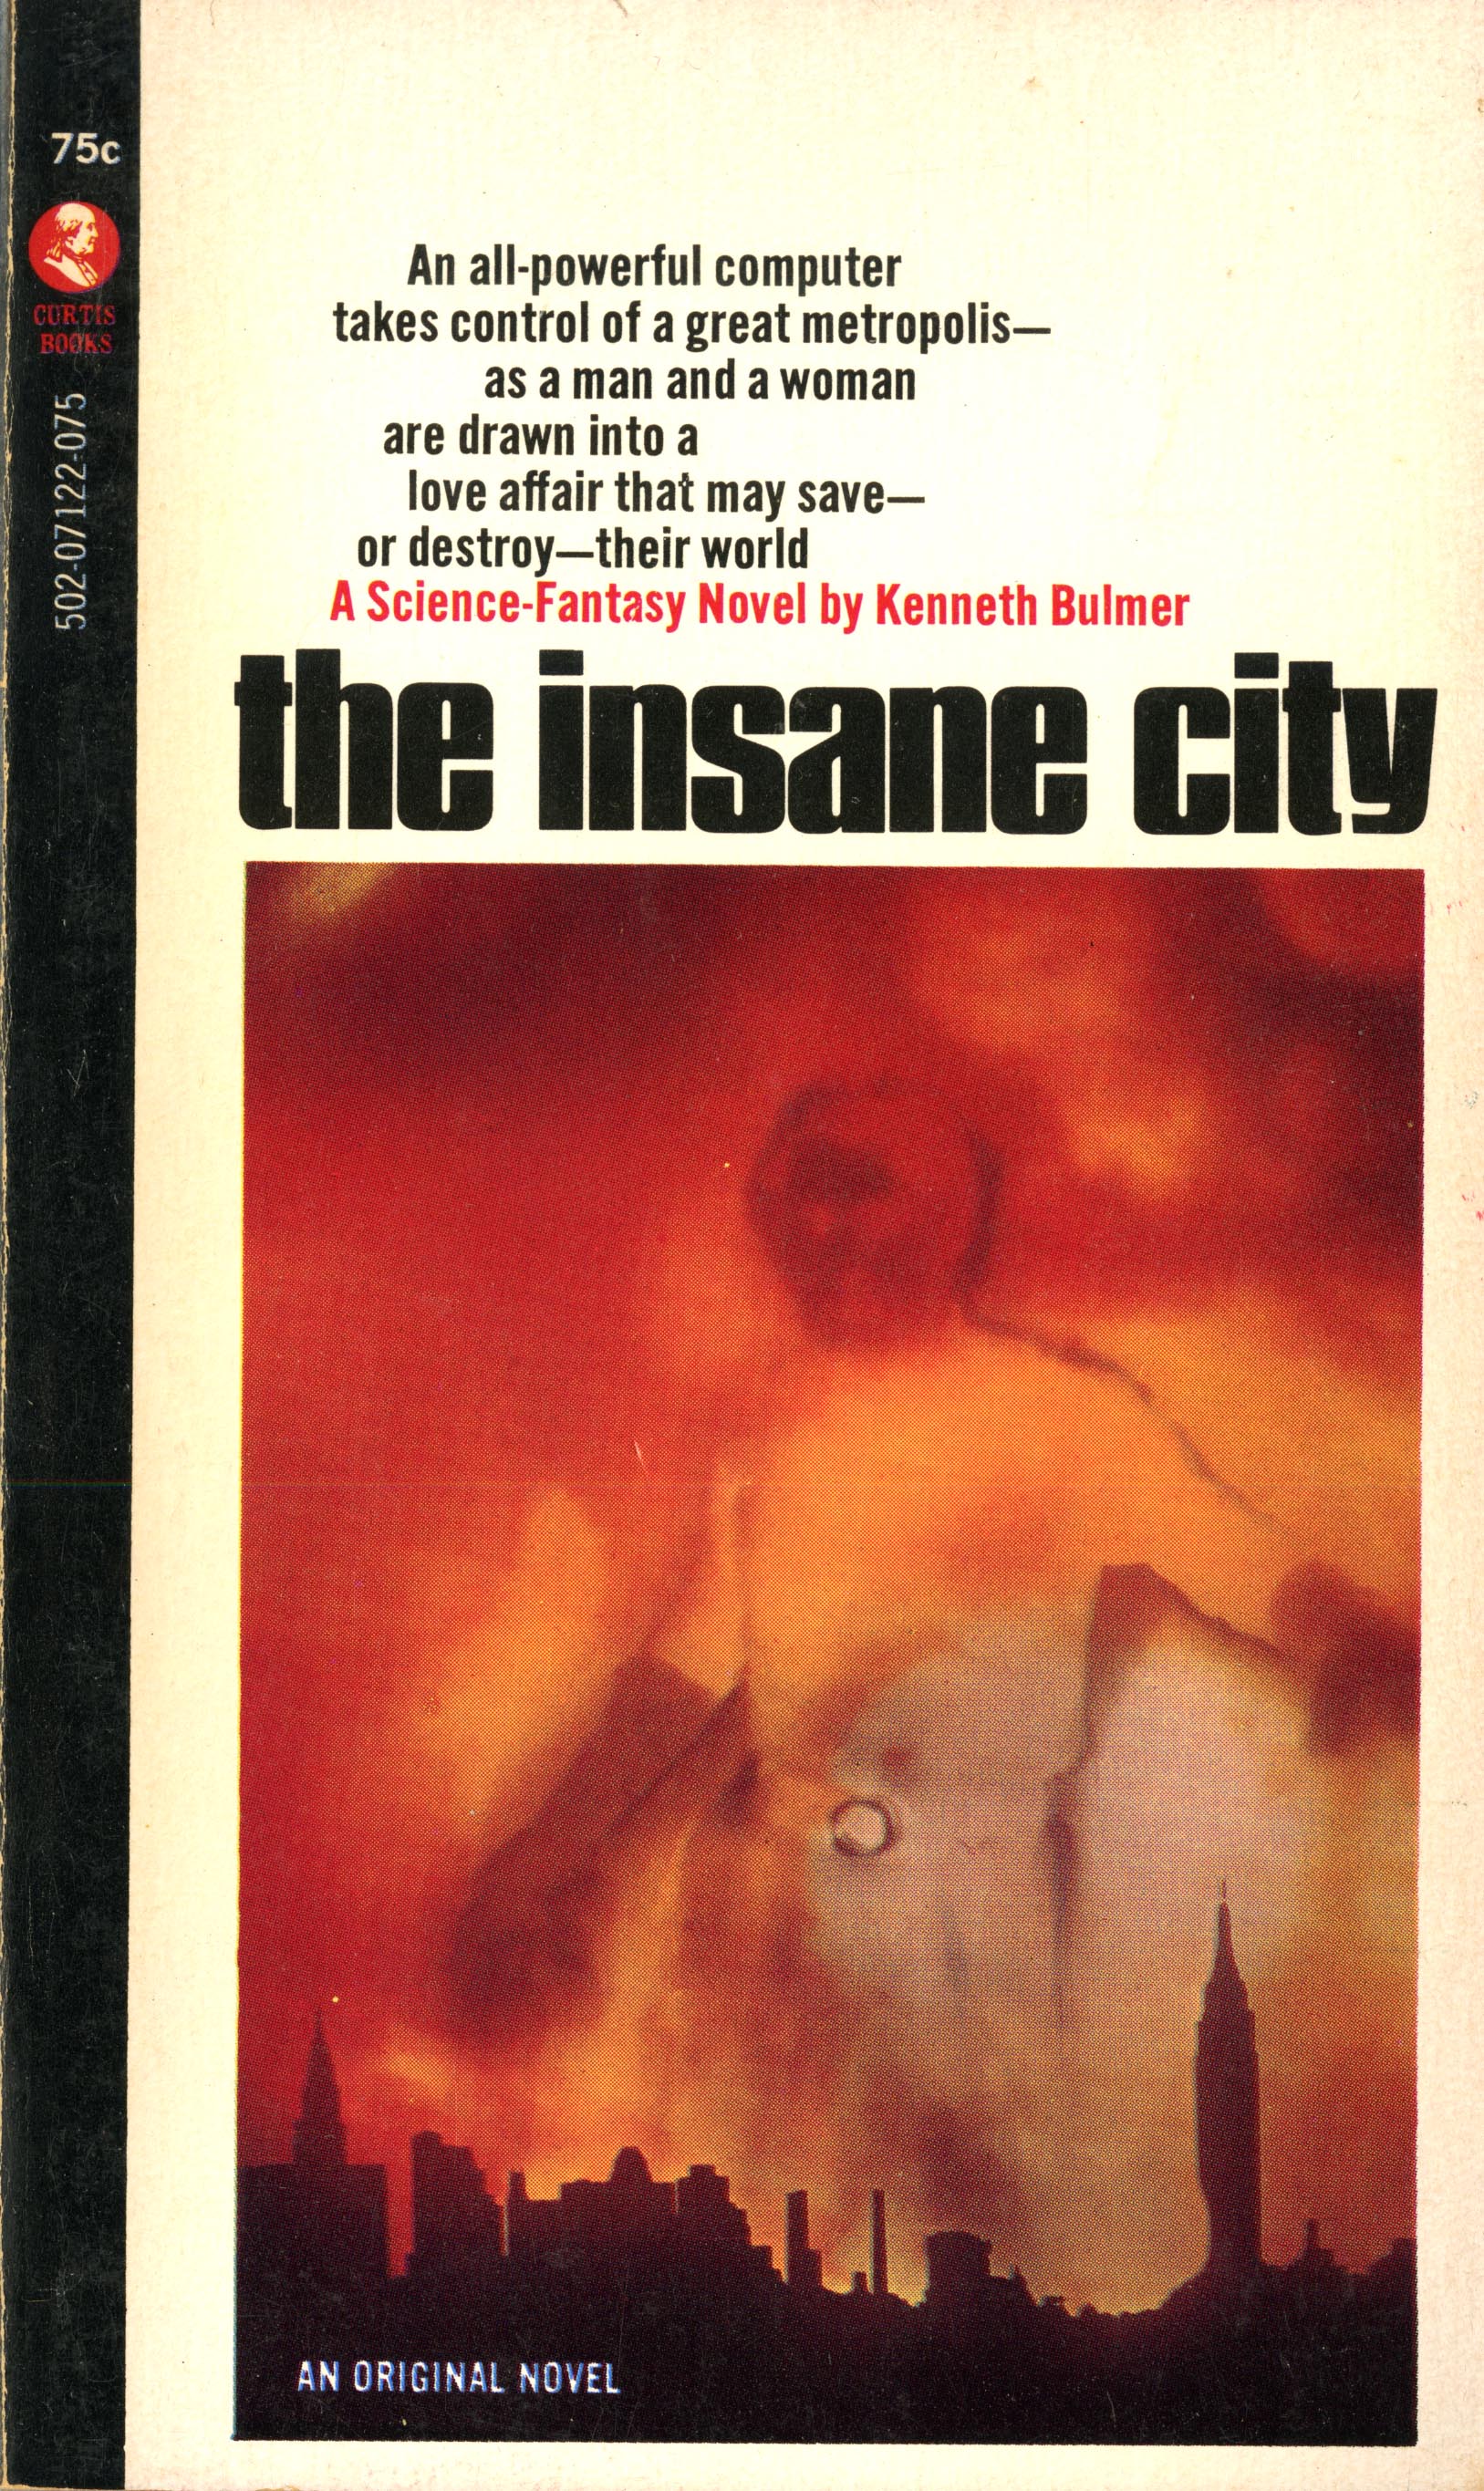 75c
CURTIS
BOOKS
502-07122-075
An all-powerful computer
takes control of a great metropolis—
as a man and a woman
are drawn into a
love affair that may save—
or destroy—their world
A Science-Fantasy Novel by Kenneth Bulmer
the insane city
AN ORIGINAL NOVEL